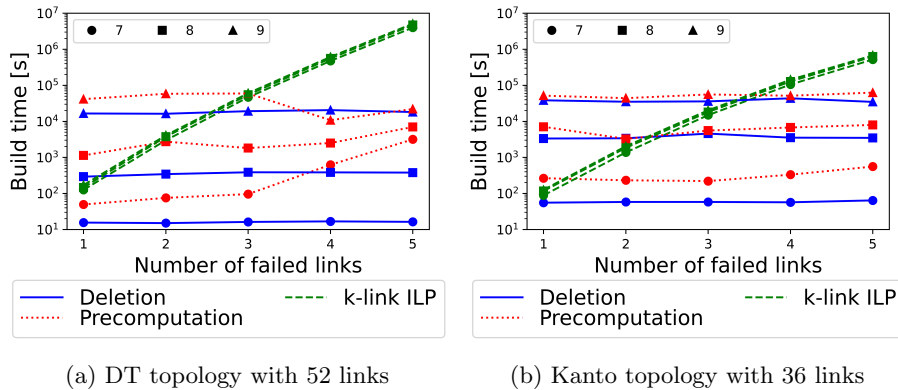 7 8 9
10^7
10^6
10^5
10^4
10^3
10^2
10^1
Build time [s]
1 2 3 4 5
Number of failed links
Deletion
Precomputation
k-link ILP
(a) DT topology with 52 links
7 8 9
10^7
10^6
10^5
10^4
10^3
10^2
10^1
Build time [s]
1 2 3 4 5
Number of failed links
Deletion
Precomputation
k-link ILP
(b) Kanto topology with 36 links